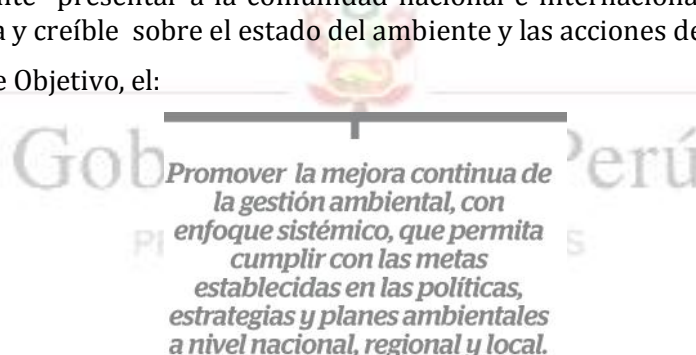 nte presentar a la comunidad nacional e internacional
a y creíble sobre el estado del ambiente y las acciones de
e Objetivo, el:
Gob Perú
Promover la mejora continua de
la gestión ambiental, con
enfoque sistémico, que permita
cumplir con las metas
establecidas en las políticas,
estrategias y planes ambientales
a nivel nacional, regional y local.